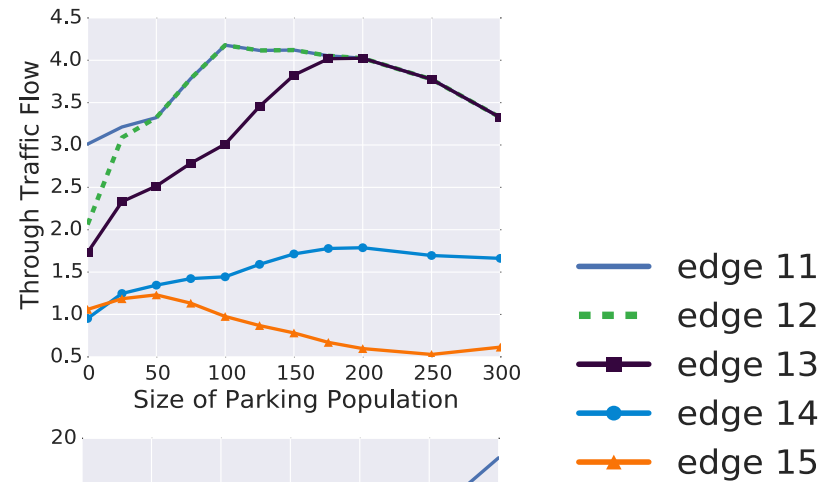 4.5
4.0
3.5
3.0
2.5
2.0
1.5
1.0
0.5
Through Traffic Flow
0 50 100 150 200 250 300
Size of Parking Population
20
edge 11
edge 12
edge 13
edge 14
edge 15